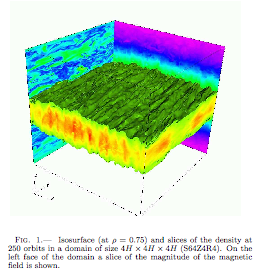 FIG. 1.— Isosurface (at ρ = 0.75) and slices of the density at
250 orbits in a domain of size 4H × 4H × 4H (S64Z4R4). On the
left face of the domain a slice of the magnitude of the magnetic
field is shown.